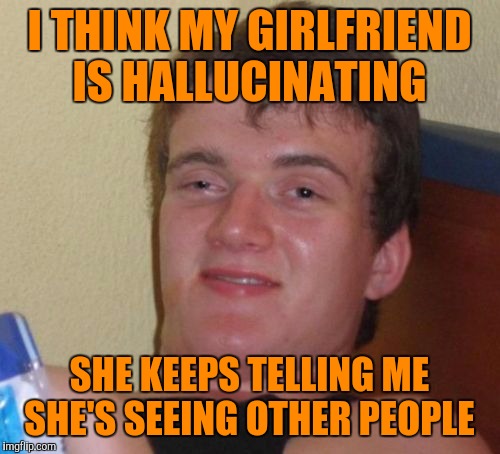 I THINK MY GIRLFRIEND
IS HALLUCINATING
SHE KEEPS TELLING ME
SHE'S SEEING OTHER PEOPLE
imgflip.com